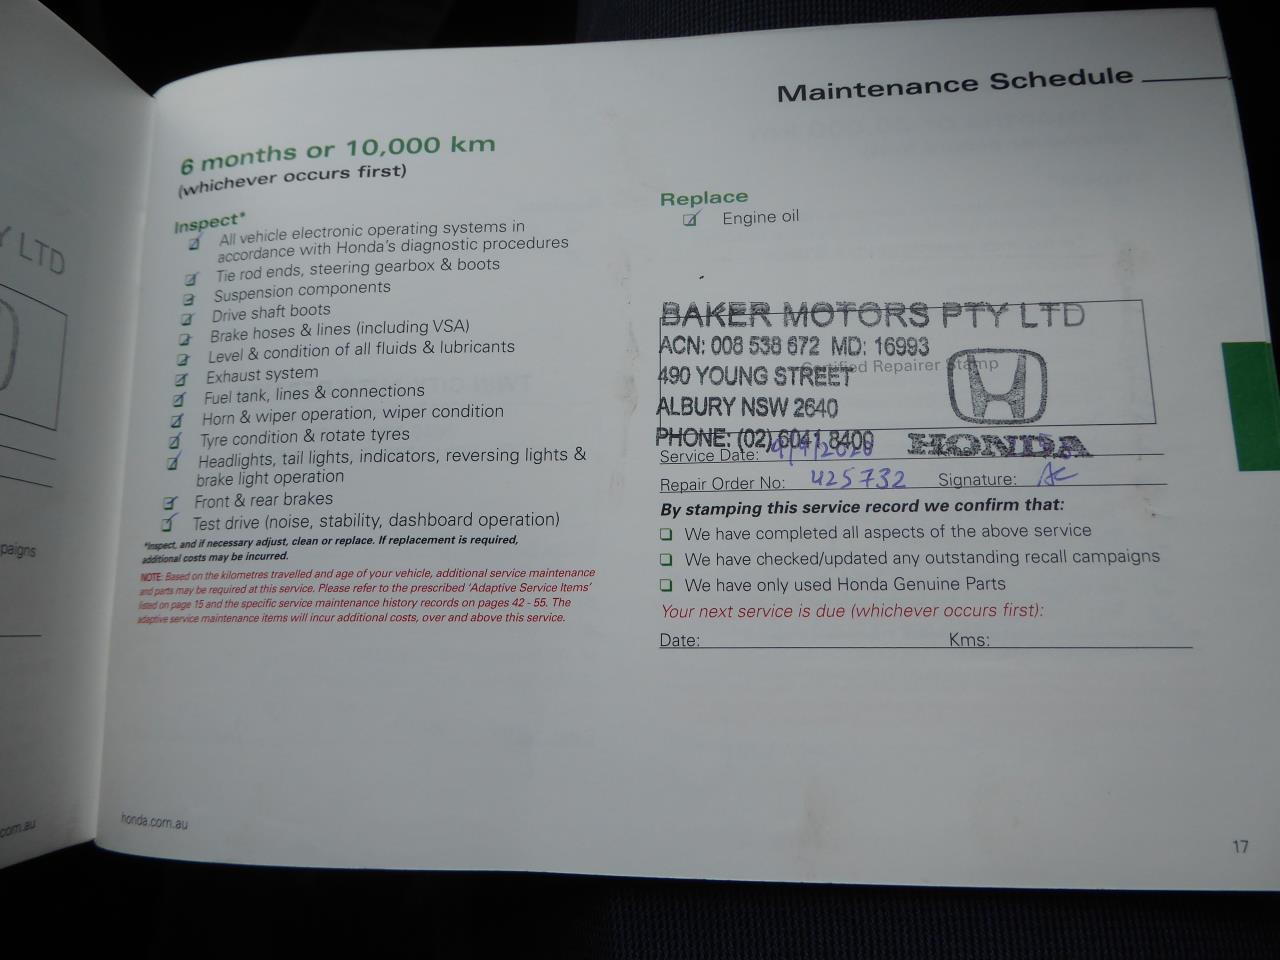 Maintenance Schedule
6 months or 10,000 km
(whichever occurs first)
Inspect*
All vehicle electronic operating systems in
accordance with Honda's diagnostic procedures
Tie rod ends, steering gearbox & boots
Suspension components
Drive shaft boots
Brake hoses & lines (including VSA)
Level & condition of all fluids & lubricants
Exhaust system
Fuel tank, lines & connections
Horn & wiper operation, wiper condition
Tyre condition & rotate tyres
Headlights, tail lights, indicators, reversing lights &
brake light operation
Front & rear brakes
Test drive (noise, stability, dashboard operation)
*Inspect, and if necessary adjust, clean or replace. If replacement is required,
additional costs may be incurred.
NOTE: Based on the kilometres travelled and age of your vehicle, additional service maintenance
and parts may be required at this service. Please refer to the prescribed 'Adaptive Service Items'
listed on page 15 and the specific service maintenance history records on pages 42 - 55. The
adaptive service maintenance items will incur additional costs, over and above this service.
honda.com.au
Replace
Engine oil
BAKER MOTORS PTY LTD
ACN: 008 538 672 MD: 16993
Certified Repairer Stamp
490 YOUNG STREET
ALBURY NSW 2640
PHONE: (02) 6041 8400
HONDA
Service Date:
Repair Order No: 425732 Signature:
By stamping this service record we confirm that:
We have completed all aspects of the above service
We have checked/updated any outstanding recall campaigns
We have only used Honda Genuine Parts
Your next service is due (whichever occurs first):
Date: Kms:
17
Y LTD
paigns
com.au